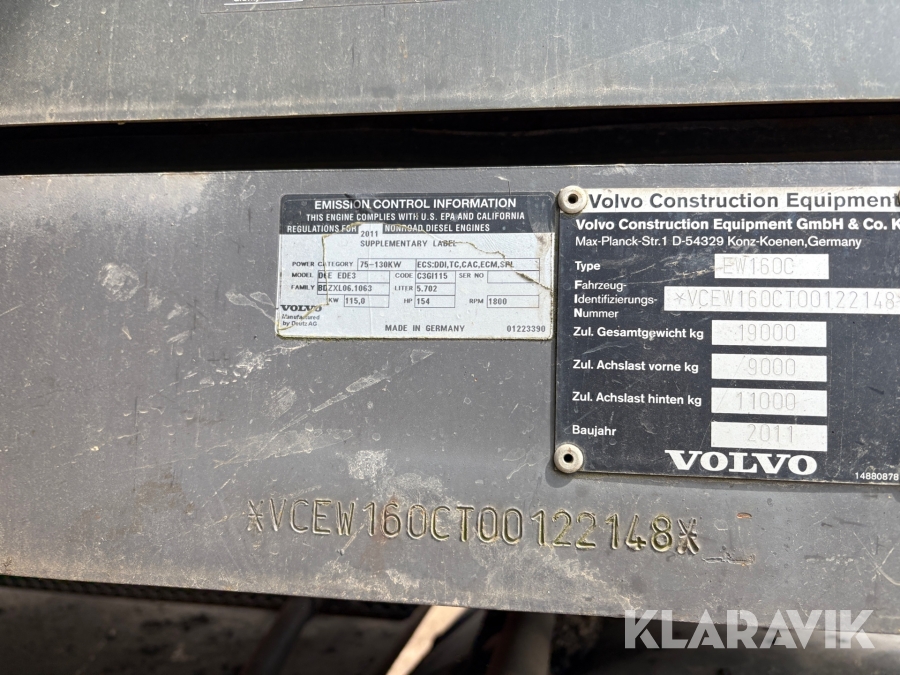 EMISSION CONTROL INFORMATION
THIS ENGINE COMPLIES WITH U.S. EPA AND CALIFORNIA
REGULATIONS FOR 2011 NONROAD DIESEL ENGINES
SUPPLEMENTARY LABEL
POWER CATEGORY 75-130KW ECS:DDI,TC,CAC,ECM,SPL
MODEL D6E EDE3 CODE C3GI115 SER NO
FAMILY BDZXL06.1063 LITER 5.702
KW 115,0 HP 154 RPM 1800
VOLVO
Manufactured
by Deutz AG
MADE IN GERMANY 01223390
Volvo Construction Equipment
Volvo Construction Equipment GmbH & Co. K
Max-Planck-Str.1 D-54329 Konz-Koenen,Germany
Type EW160C
Fahrzeug-
Identifizierungs- *VCEW160CT00122148*
Nummer
Zul. Gesamtgewicht kg 19000
Zul. Achslast vorne kg 9000
Zul. Achslast hinten kg 11000
Baujahr 2011
VOLVO
14880878
*VCEW160CT00122148*
KLARAVIK